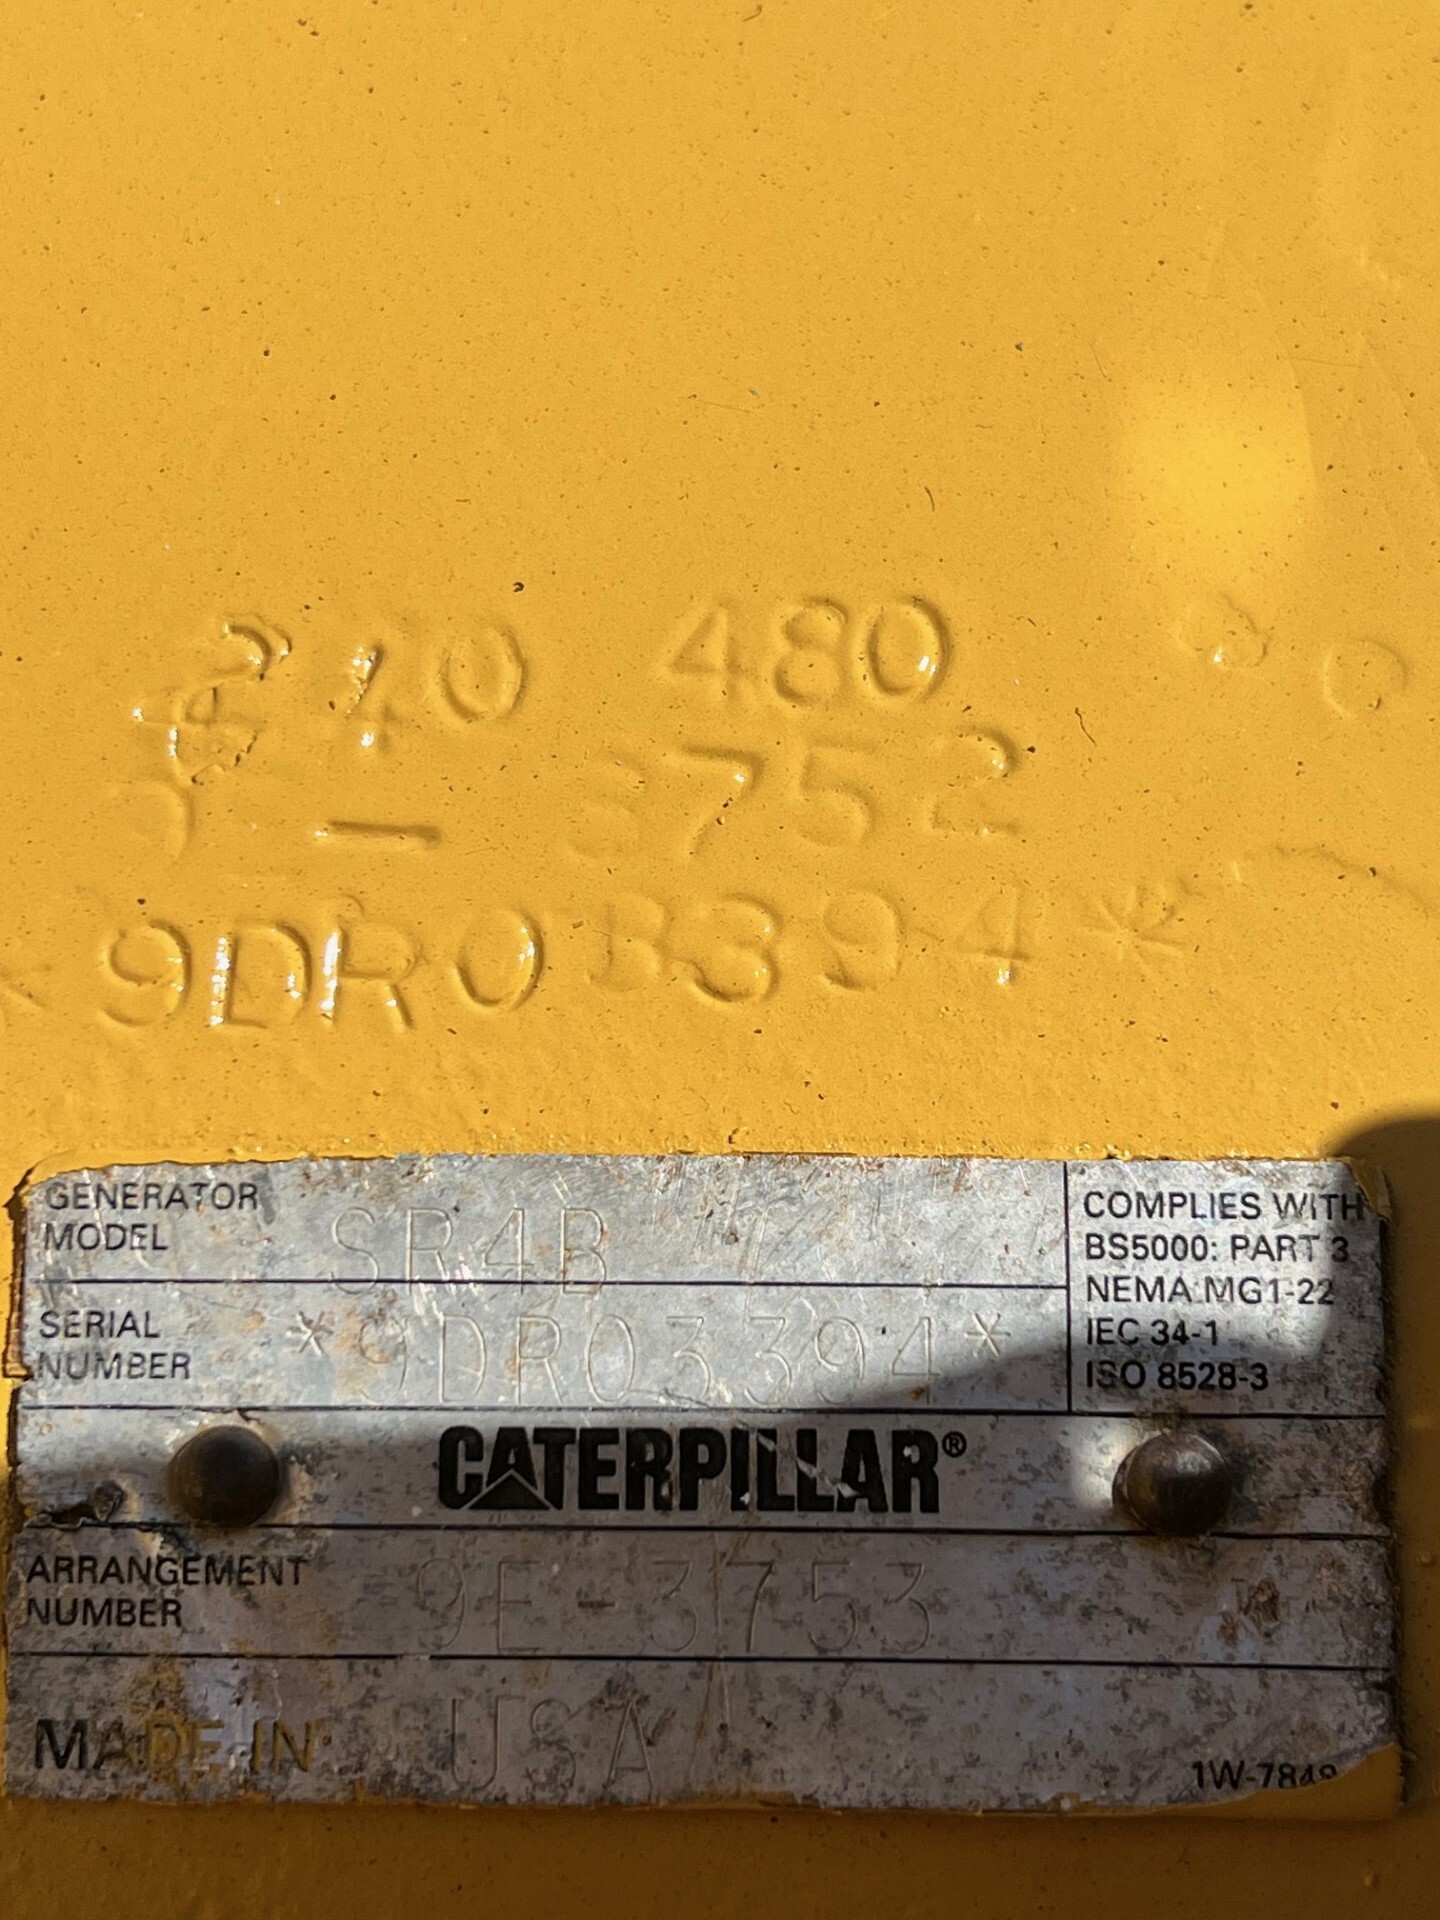 40 480
- 3752
*9DR03394*
GENERATOR
MODEL SR4B
SERIAL
NUMBER *9DR03394*
COMPLIES WITH
BS5000: PART 3
NEMA MG1-22
IEC 34-1
ISO 8528-3
CATERPILLAR®
ARRANGEMENT
NUMBER 9E-3753
MADE IN USA
1W-7849